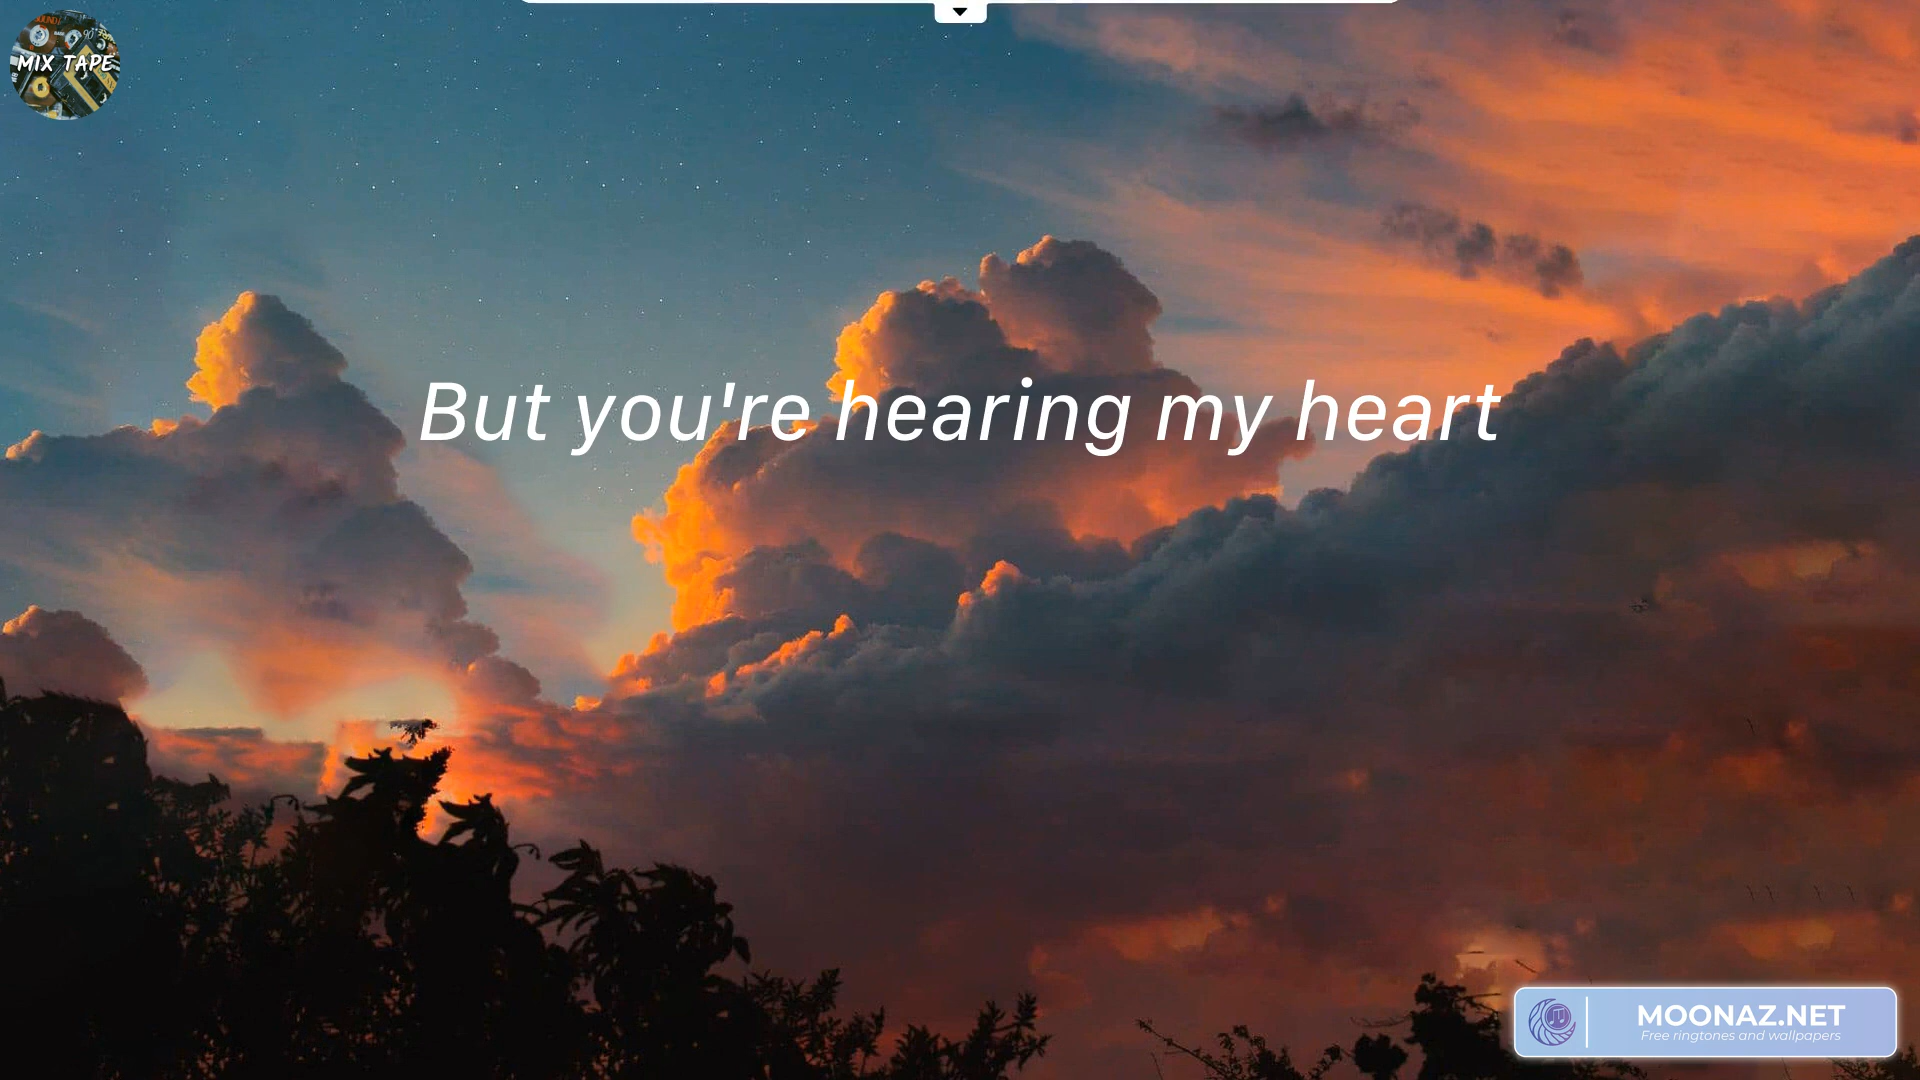 MIX TAPE
But you're hearing my heart
MOONAZ.NET
Free ringtones and wallpapers